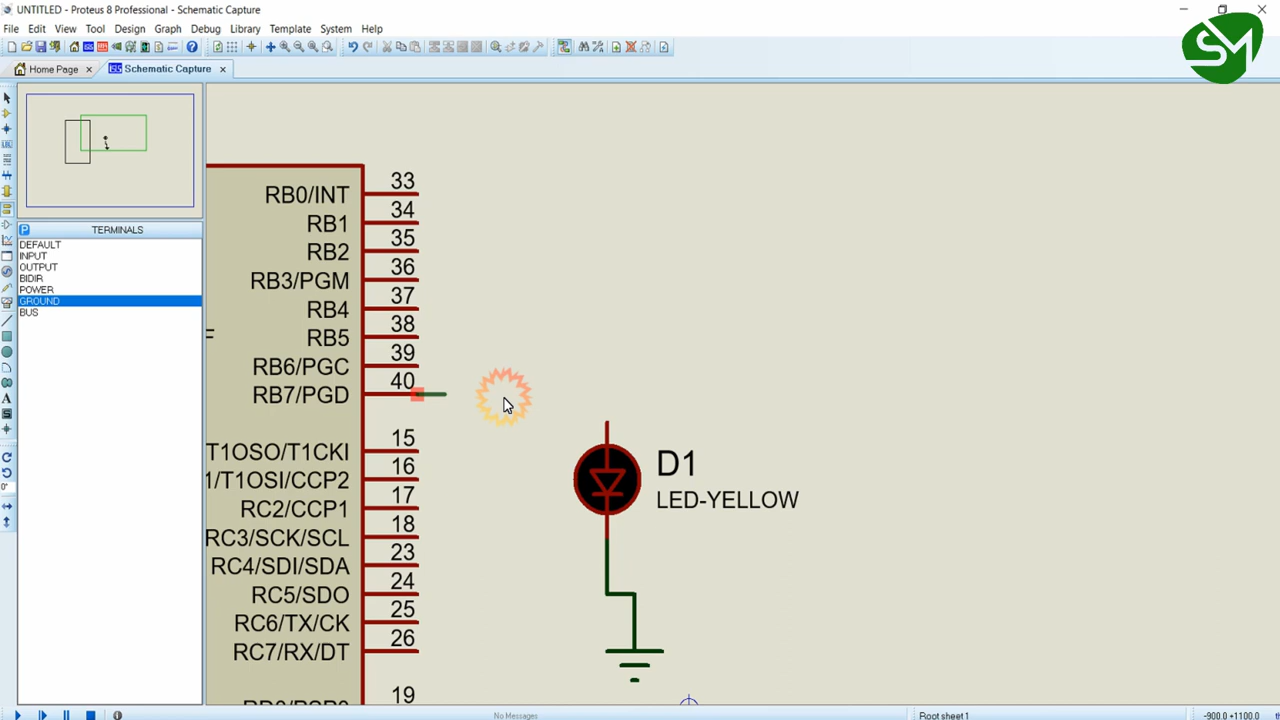 UNTITLED - Proteus 8 Professional - Schematic Capture
File Edit View Tool Design Graph Debug Library Template System Help
Home Page
Schematic Capture
SM
TERMINALS
DEFAULT
INPUT
OUTPUT
BIDIR
POWER
GROUND
BUS
RB0/INT 33
RB1 34
RB2 35
RB3/PGM 36
RB4 37
RB5 38
RB6/PGC 39
RB7/PGD 40
T1OSO/T1CKI 15
1/T1OSI/CCP2 16
RC2/CCP1 17
RC3/SCK/SCL 18
RC4/SDI/SDA 23
RC5/SDO 24
RC6/TX/CK 25
RC7/RX/DT 26
RD0/PSP0 19
D1
LED-YELLOW
0°
No Messages
Root sheet 1
-900.0 +1100.0